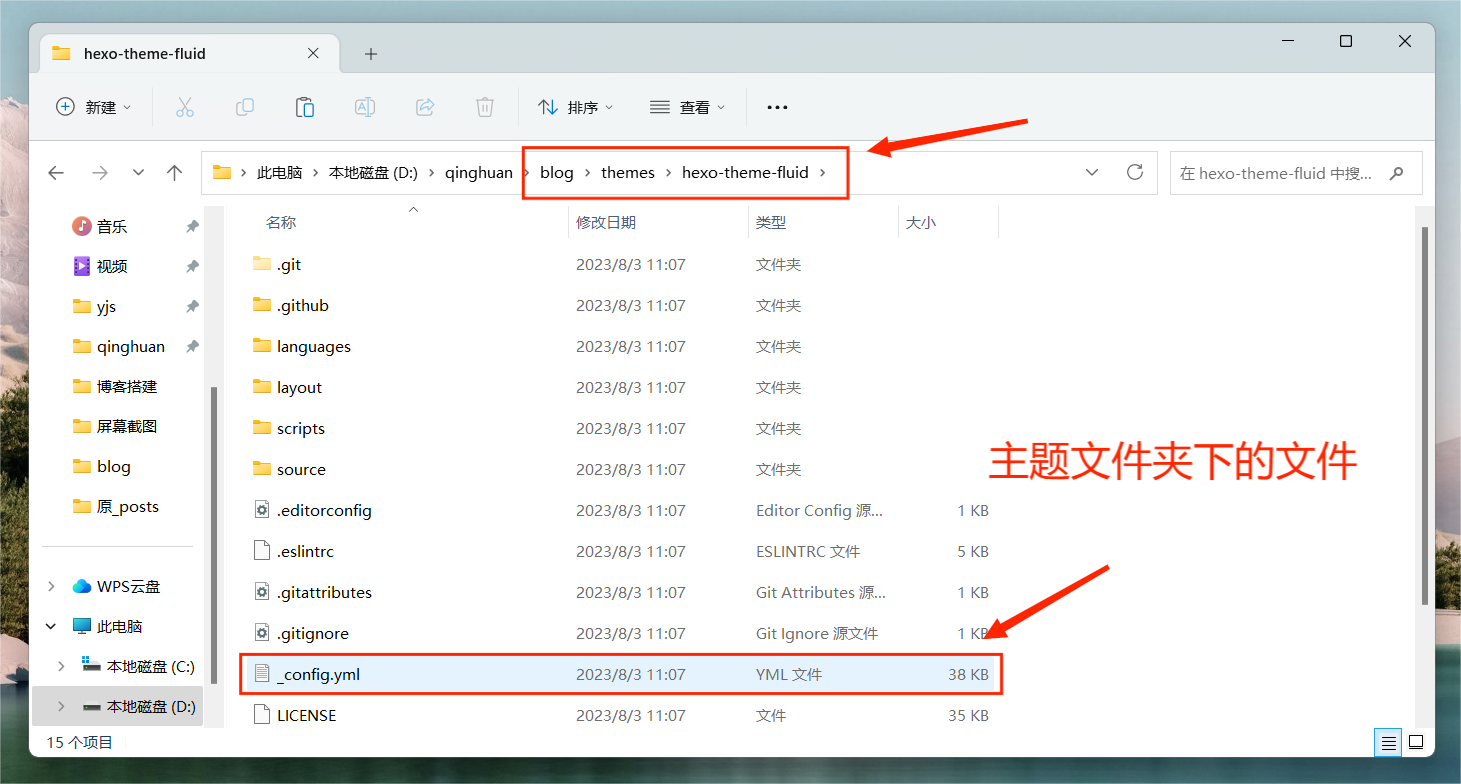 hexo-theme-fluid
新建
排序
查看
此电脑 本地磁盘 (D:) qinghuan blog themes hexo-theme-fluid
在 hexo-theme-fluid 中搜...
音乐
视频
yjs
qinghuan
博客搭建
屏幕截图
blog
原_posts
WPS云盘
此电脑
本地磁盘 (C:)
本地磁盘 (D:)
名称 修改日期 类型 大小
.git 2023/8/3 11:07 文件夹
.github 2023/8/3 11:07 文件夹
languages 2023/8/3 11:07 文件夹
layout 2023/8/3 11:07 文件夹
scripts 2023/8/3 11:07 文件夹
source 2023/8/3 11:07 文件夹
.editorconfig 2023/8/3 11:07 Editor Config 源... 1 KB
.eslintrc 2023/8/3 11:07 ESLINTRC 文件 5 KB
.gitattributes 2023/8/3 11:07 Git Attributes 源... 1 KB
.gitignore 2023/8/3 11:07 Git Ignore 源文件 1 KB
_config.yml 2023/8/3 11:07 YML 文件 38 KB
LICENSE 2023/8/3 11:07 文件 35 KB
主题文件夹下的文件
15 个项目